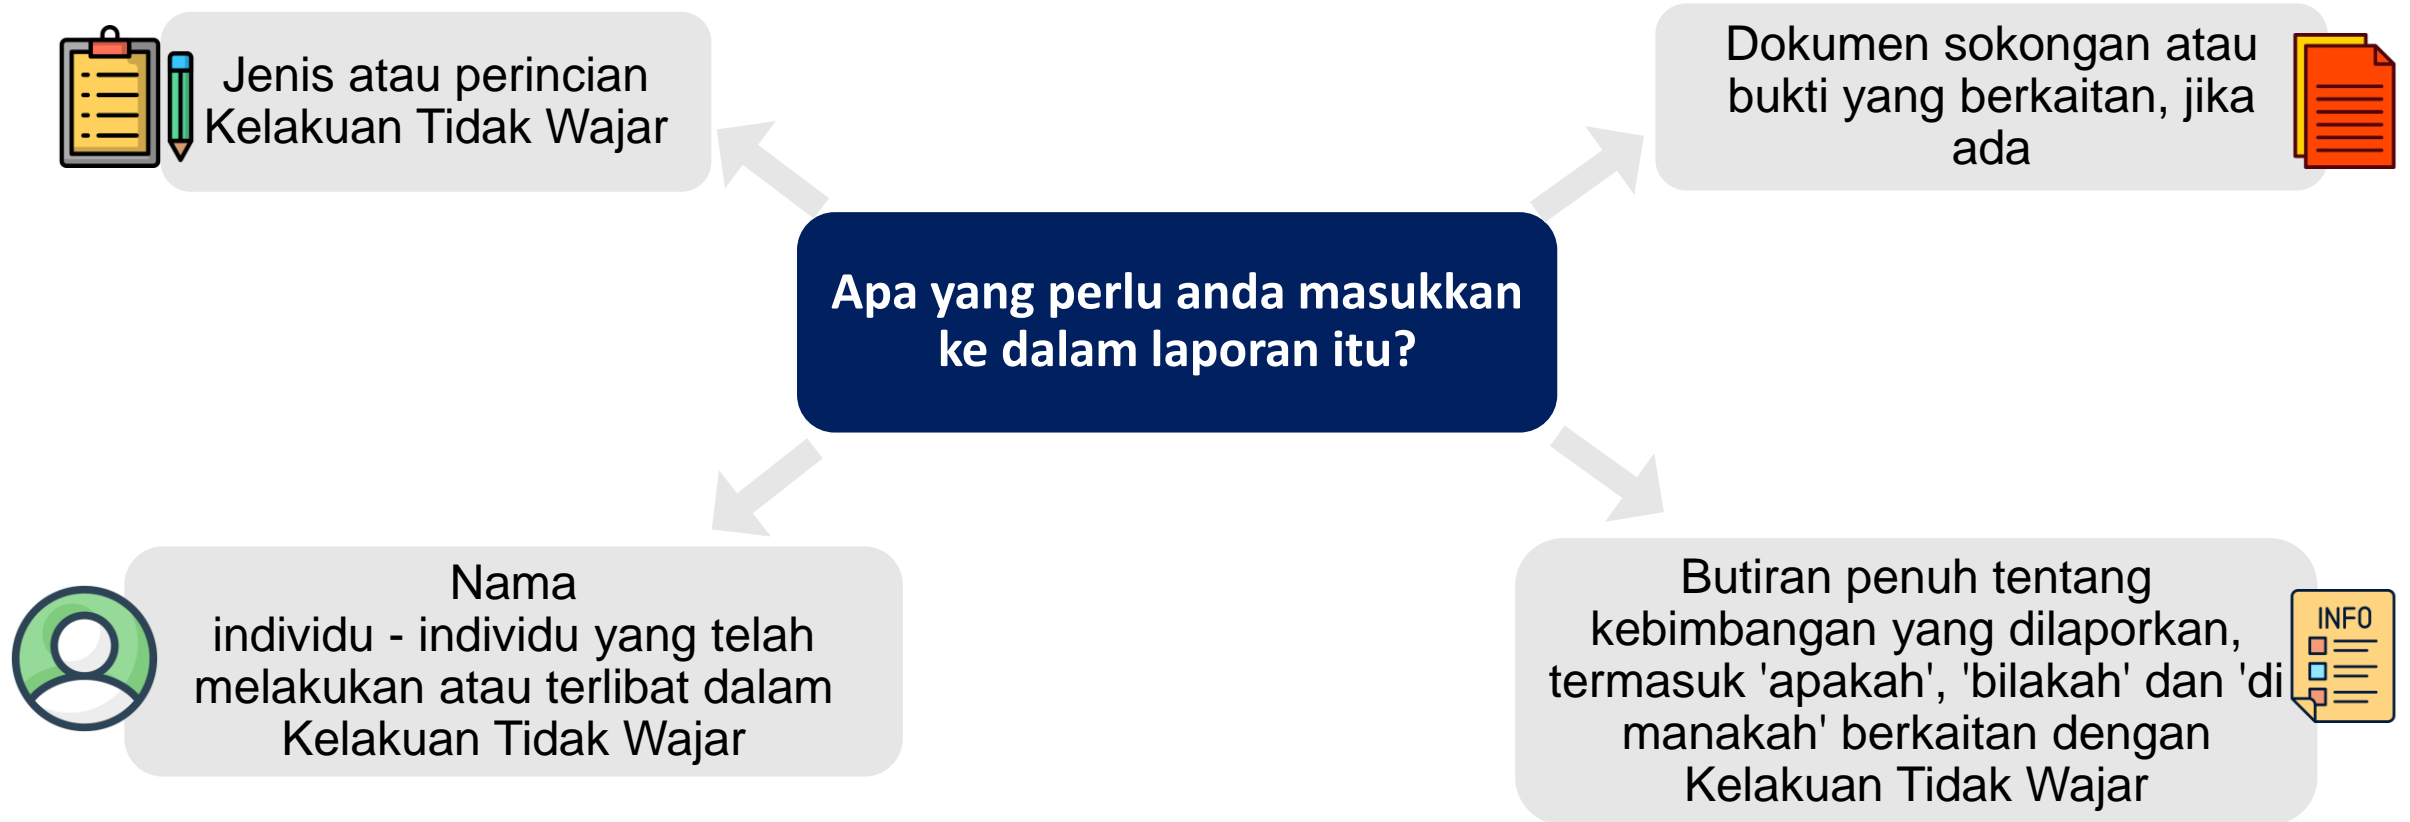 Jenis atau perincian
Kelakuan Tidak Wajar
Dokumen sokongan atau
bukti yang berkaitan, jika
ada
Apa yang perlu anda masukkan
ke dalam laporan itu?
Nama
individu - individu yang telah
melakukan atau terlibat dalam
Kelakuan Tidak Wajar
Butiran penuh tentang
kebimbangan yang dilaporkan,
termasuk 'apakah', 'bilakah' dan 'di
manakah' berkaitan dengan
Kelakuan Tidak Wajar
INFO